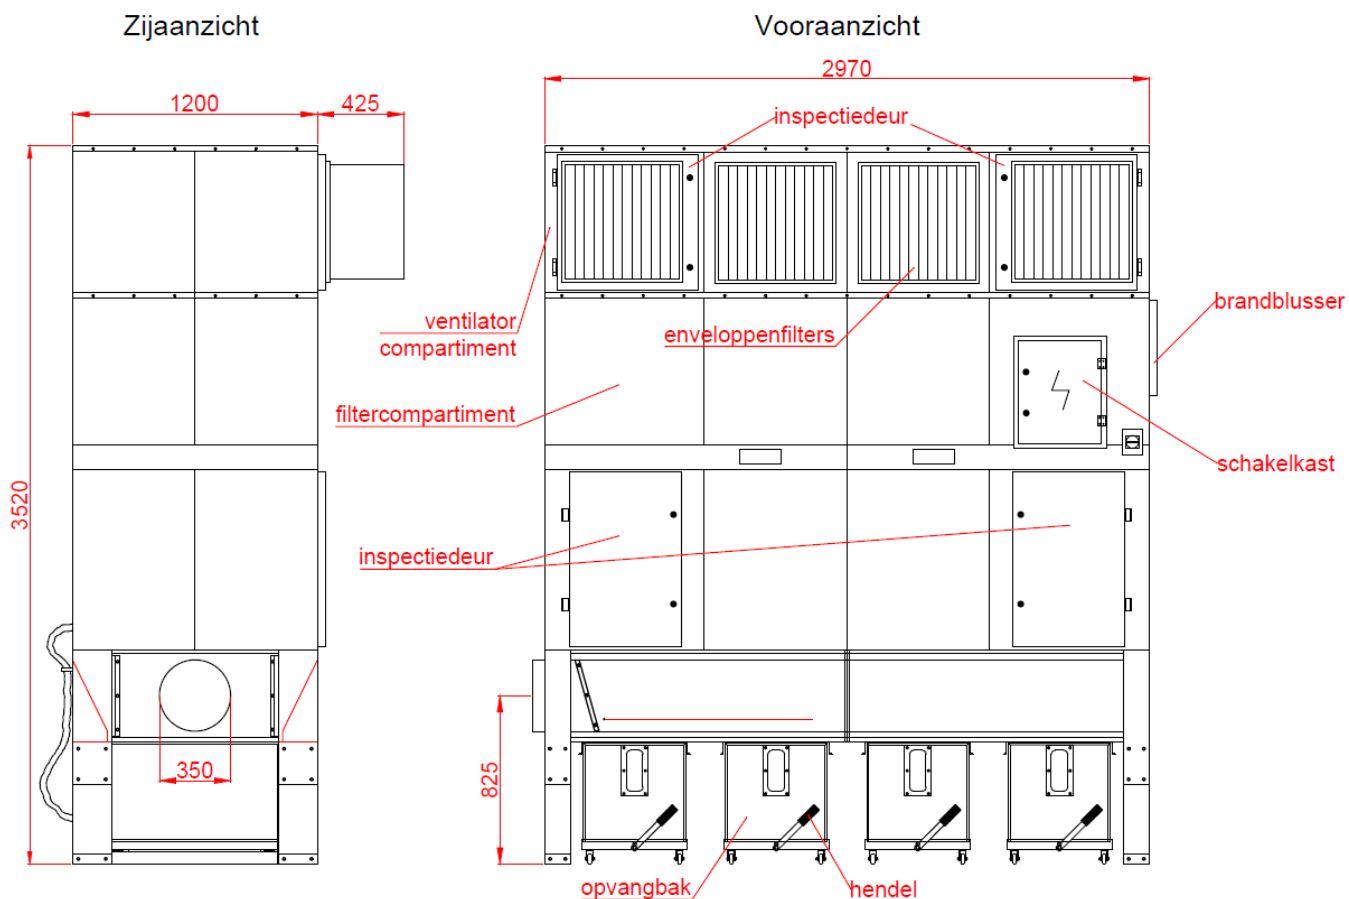 Zijaanzicht
Vooraanzicht
2970
1200
425
inspectiedeur
ventilator
compartiment
enveloppenfilters
brandblusser
filtercompartiment
schakelkast
3520
inspectiedeur
350
825
opvangbak
hendel